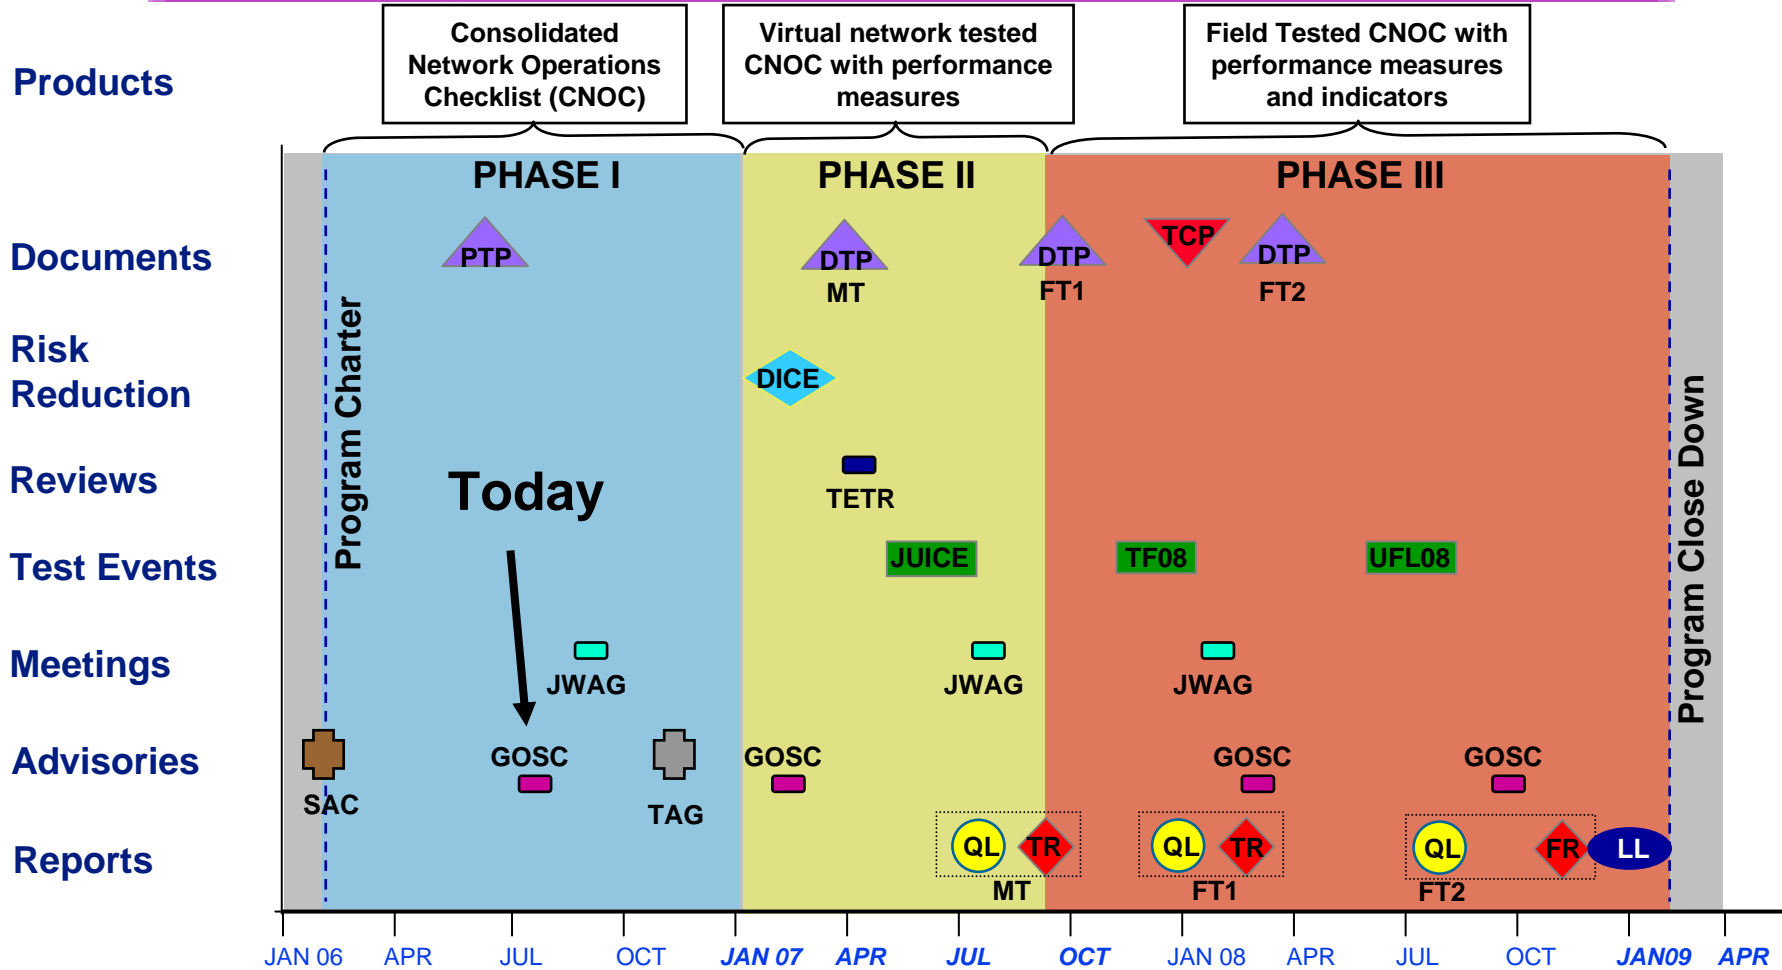 Consolidated
Network Operations
Checklist (CNOC)
Virtual network tested
CNOC with performance
measures
Field Tested CNOC with
performance measures
and indicators
Products
PHASE I
PHASE II
PHASE III
Documents
PTP
DTP
MT
DTP
FT1
TCP
DTP
FT2
Risk
Reduction
DICE
Program Charter
Program Close Down
Reviews
Today
TETR
Test Events
JUICE
TF08
UFL08
Meetings
JWAG
JWAG
JWAG
Advisories
SAC
GOSC
TAG
GOSC
GOSC
GOSC
Reports
QL
TR
MT
QL
TR
FT1
QL
FR
FT2
LL
JAN 06 APR JUL OCT JAN 07 APR JUL OCT JAN 08 APR JUL OCT JAN09 APR